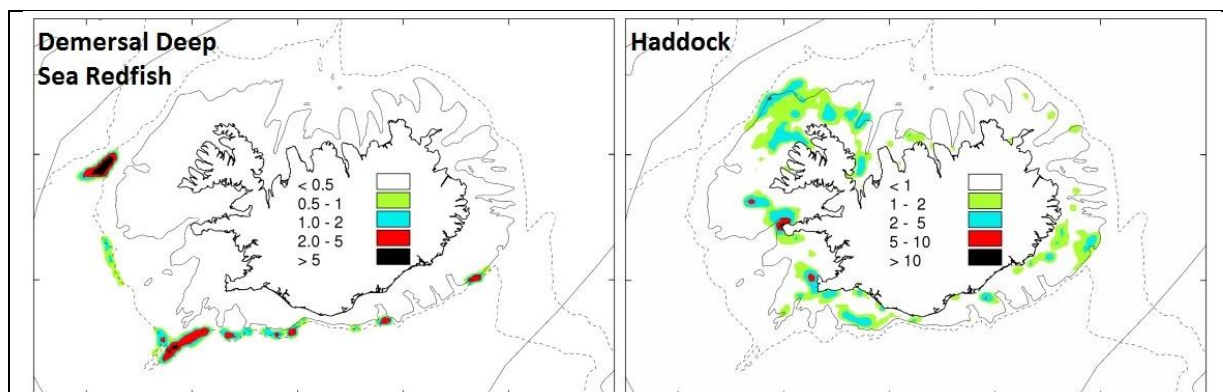 Demersal Deep
Sea Redfish
< 0.5
0.5 - 1
1.0 - 2
2.0 - 5
> 5
Haddock
< 1
1 - 2
2 - 5
5 - 10
> 10